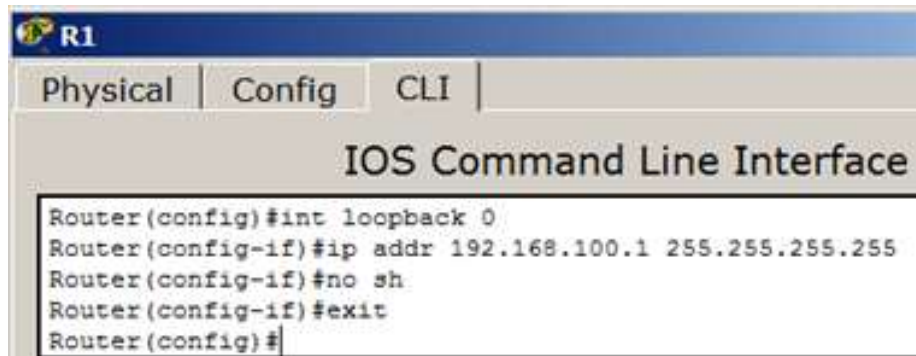 R1
Physical Config CLI
IOS Command Line Interface
Router(config)#int loopback 0
Router(config-if)#ip addr 192.168.100.1 255.255.255.255
Router(config-if)#no sh
Router(config-if)#exit
Router(config)#